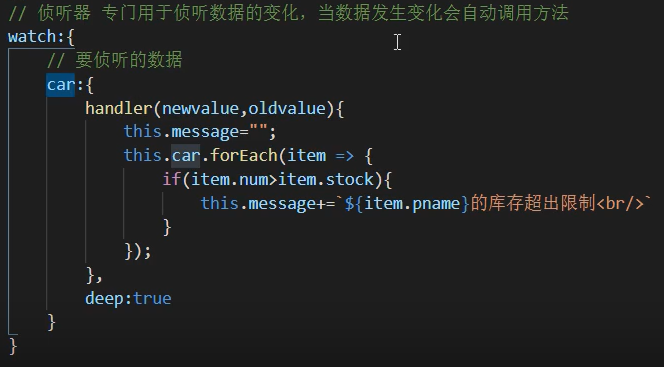 // 侦听器 专门用于侦听数据的变化，当数据发生变化会自动调用方法
watch:{
// 要侦听的数据
car:{
handler(newvalue,oldvalue){
this.message="";
this.car.forEach(item => {
if(item.num>item.stock){
this.message+=`${item.pname}的库存超出限制<br/>`
}
});
},
deep:true
}
}